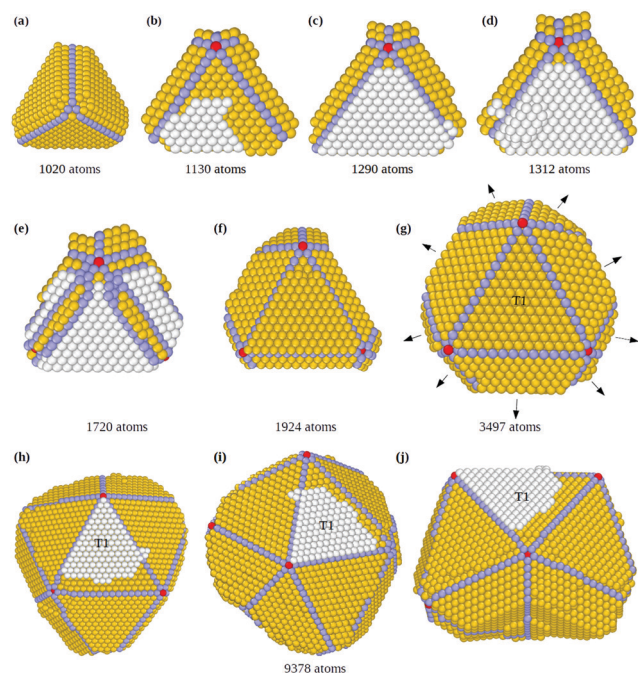 (a) (b) (c) (d)
1020 atoms 1130 atoms 1290 atoms 1312 atoms
(e) (f) (g)
T1
1720 atoms 1924 atoms 3497 atoms
(h) (i) (j)
T1 T1 T1
9378 atoms